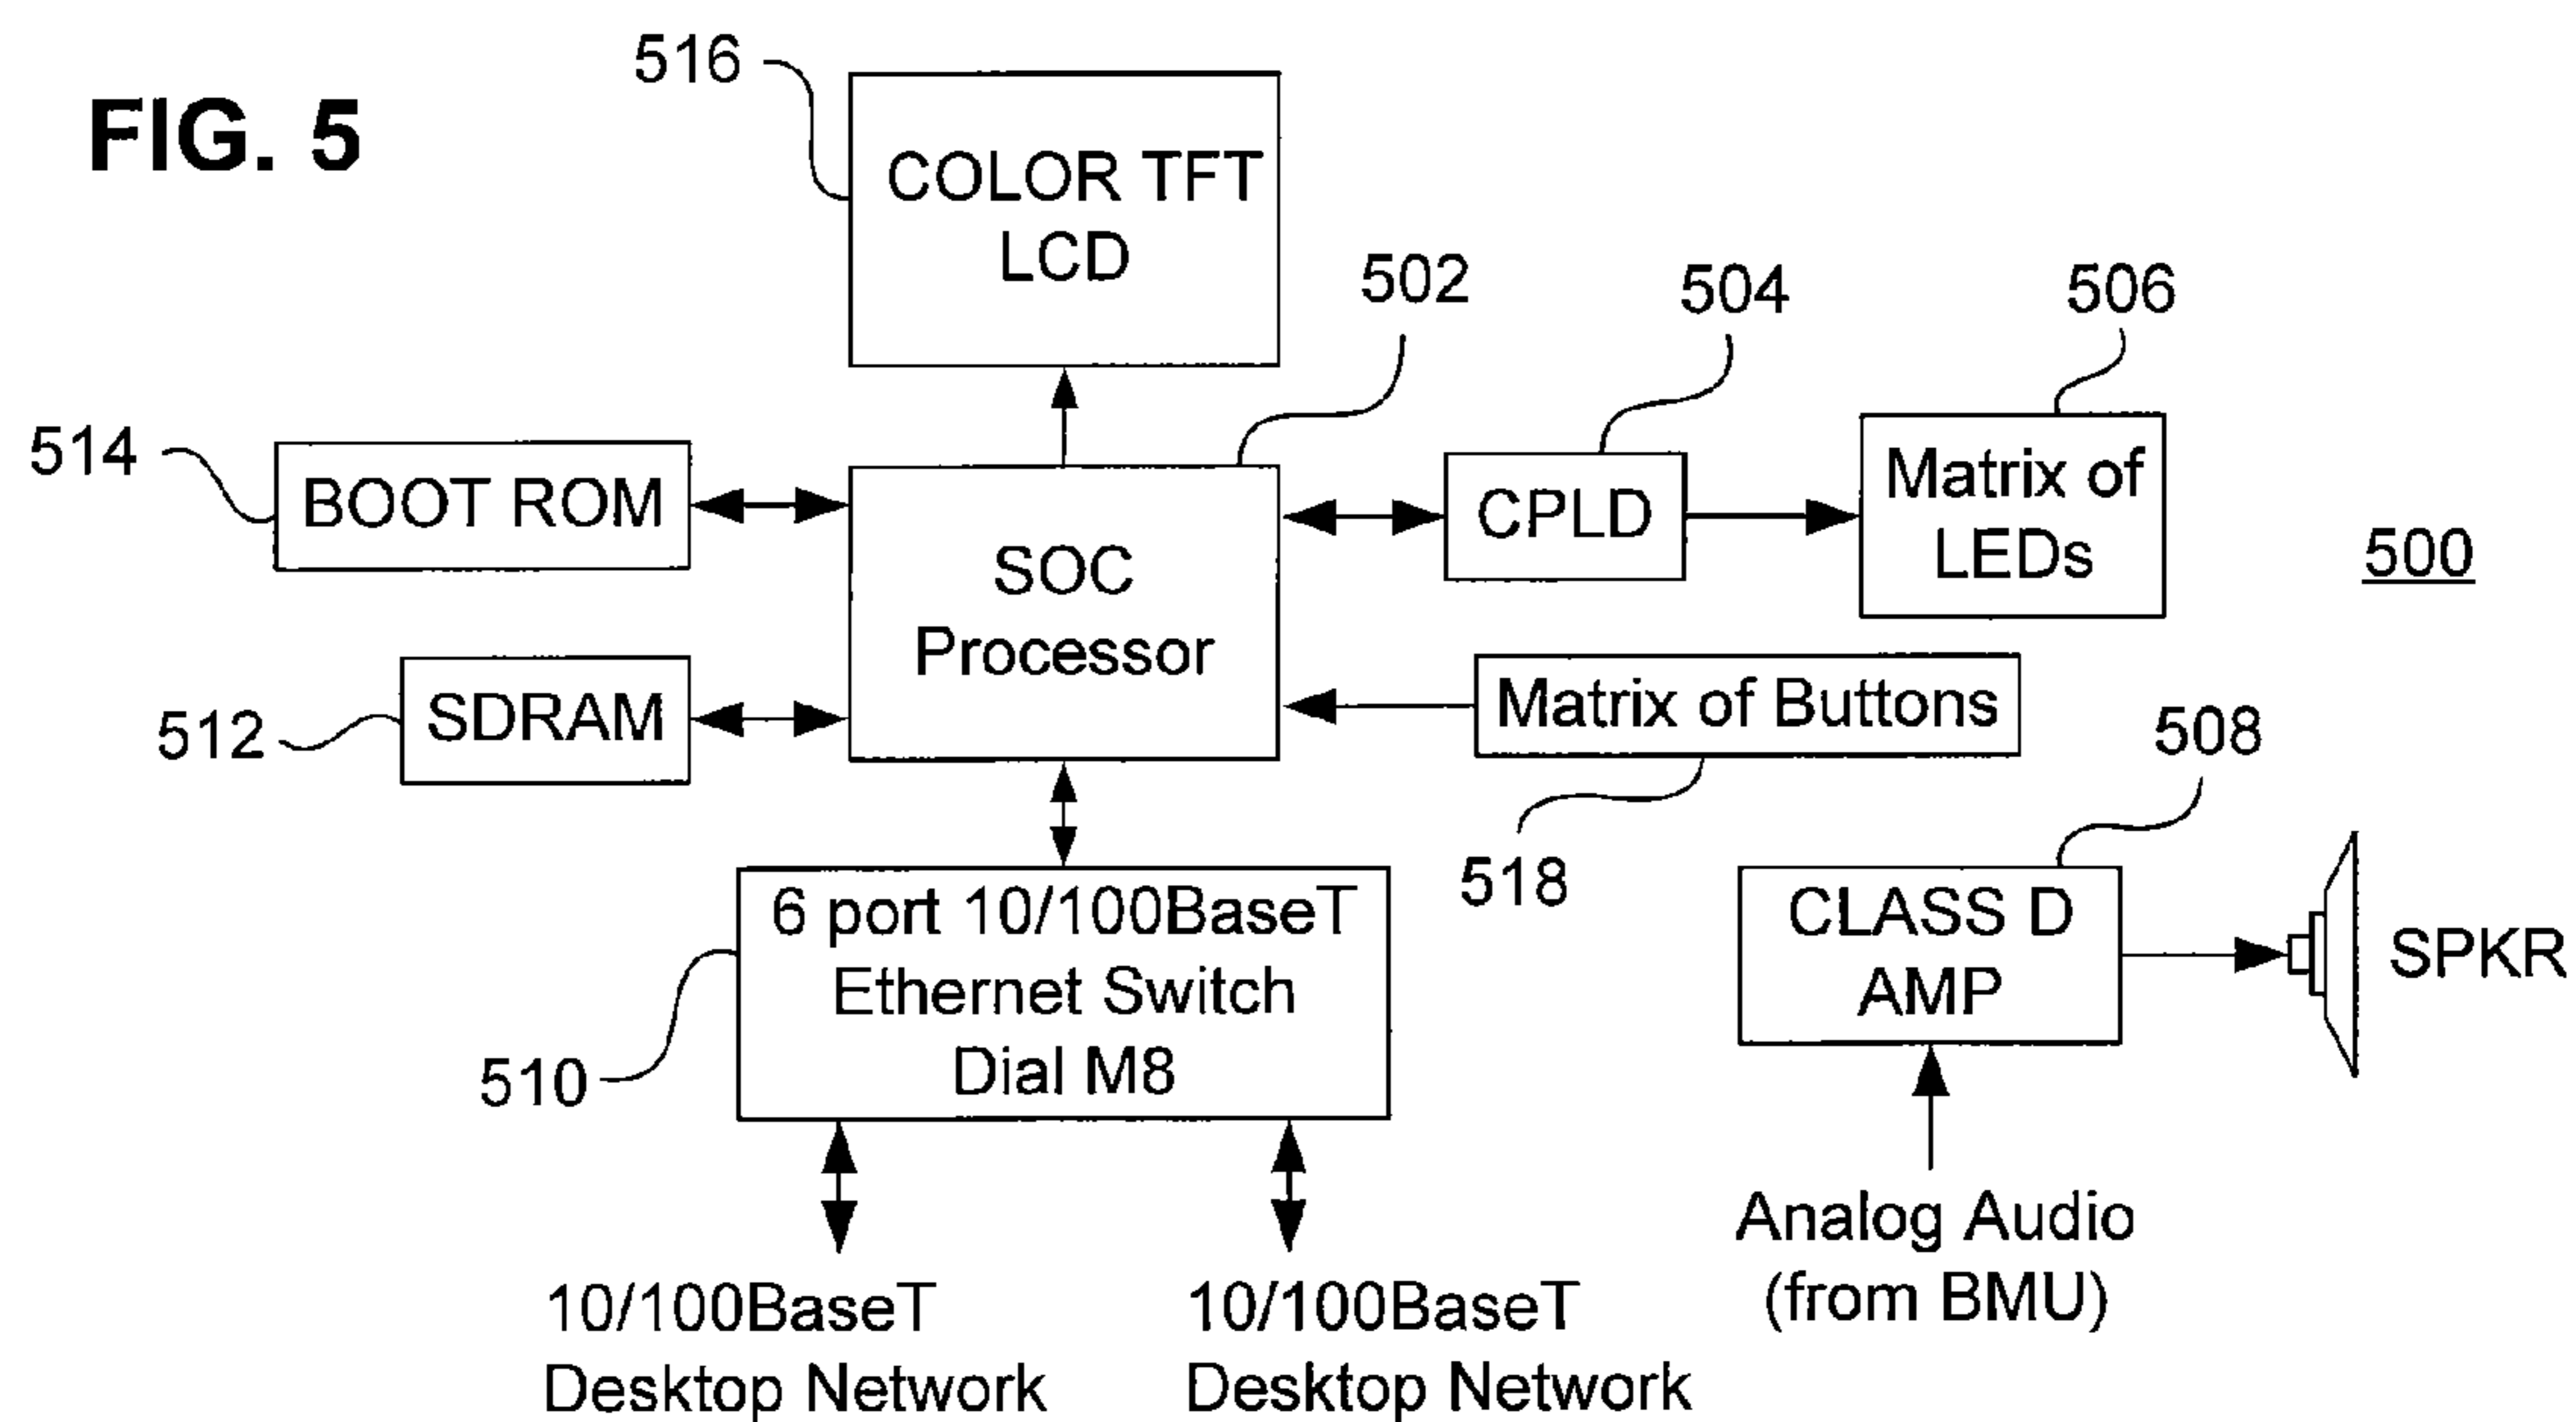 FIG. 5
516
COLOR TFT
LCD
502
504
506
514
BOOT ROM
SOC
Processor
CPLD
Matrix of
LEDs
500
512
SDRAM
Matrix of Buttons
518
508
510
6 port 10/100BaseT
Ethernet Switch
Dial M8
CLASS D
AMP
SPKR
10/100BaseT
Desktop Network
10/100BaseT
Desktop Network
Analog Audio
(from BMU)